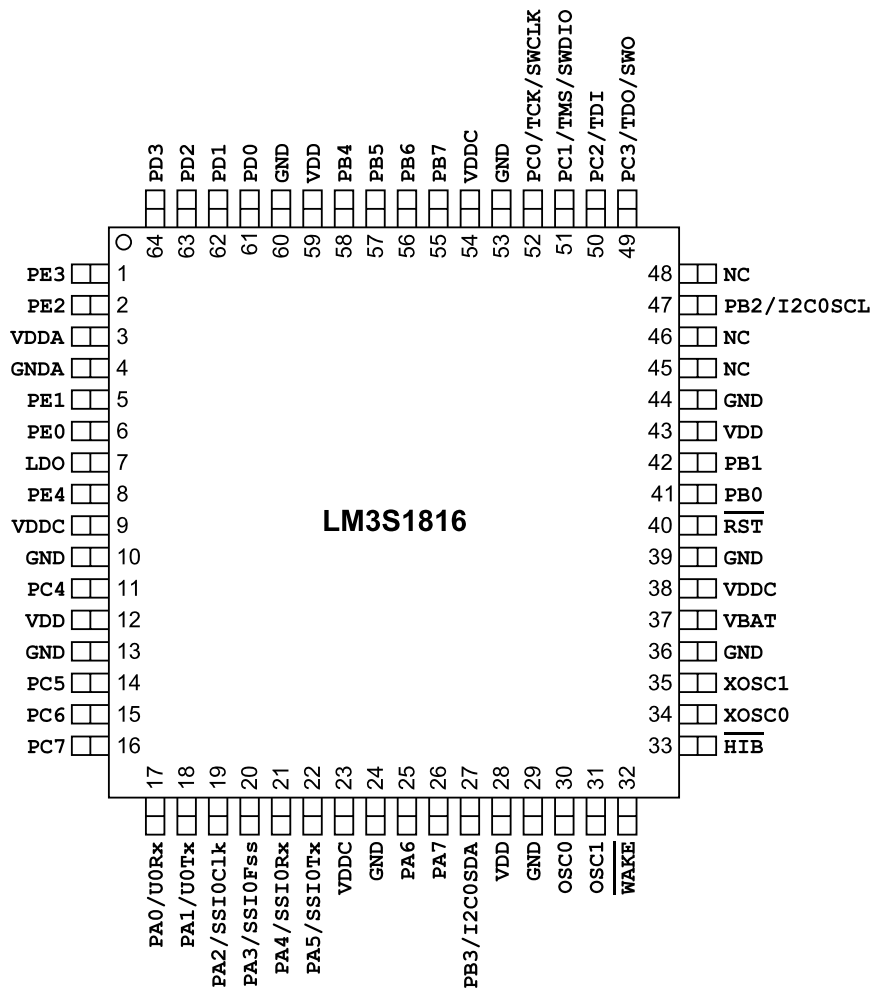 PD3 PD2 PD1 PD0 GND VDD PB4 PB5 PB6 PB7 VDDC GND PC0/TCK/SWCLK PC1/TMS/SWDIO PC2/TDI PC3/TDO/SWO
64 63 62 61 60 59 58 57 56 55 54 53 52 51 50 49
PE3 1 48 NC
PE2 2 47 PB2/I2C0SCL
VDDA 3 46 NC
GNDA 4 45 NC
PE1 5 44 GND
PE0 6 43 VDD
LDO 7 42 PB1
PE4 8 41 PB0
LM3S1816
VDDC 9 40 RST
GND 10 39 GND
PC4 11 38 VDDC
VDD 12 37 VBAT
GND 13 36 GND
PC5 14 35 XOSC1
PC6 15 34 XOSC0
PC7 16 33 HIB
17 18 19 20 21 22 23 24 25 26 27 28 29 30 31 32
PA0/U0Rx PA1/U0Tx PA2/SSI0Clk PA3/SSI0Fss PA4/SSI0Rx PA5/SSI0Tx VDDC GND PA6 PA7 PB3/I2C0SDA VDD GND OSC0 OSC1 WAKE